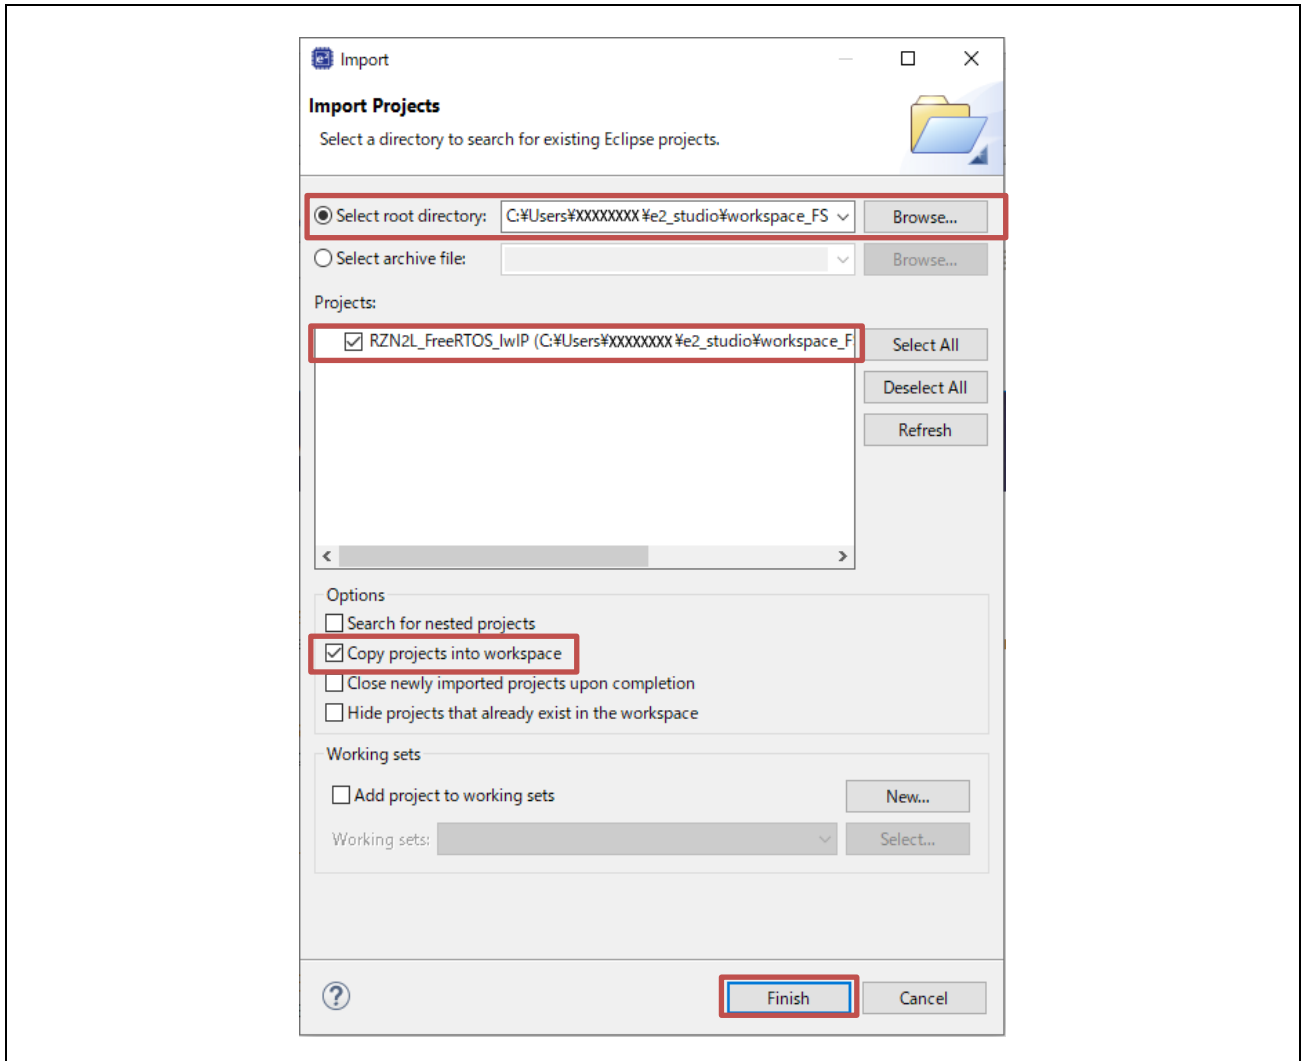 Import
Import Projects
Select a directory to search for existing Eclipse projects.
Select root directory: C:¥Users¥XXXXXXXX¥e2_studio¥workspace_FS Browse...
Select archive file: Browse...
Projects:
RZN2L_FreeRTOS_lwIP (C:¥Users¥XXXXXXXX¥e2_studio¥workspace_F
Select All
Deselect All
Refresh
Options
Search for nested projects
Copy projects into workspace
Close newly imported projects upon completion
Hide projects that already exist in the workspace
Working sets
Add project to working sets New...
Working sets: Select...
? Finish Cancel